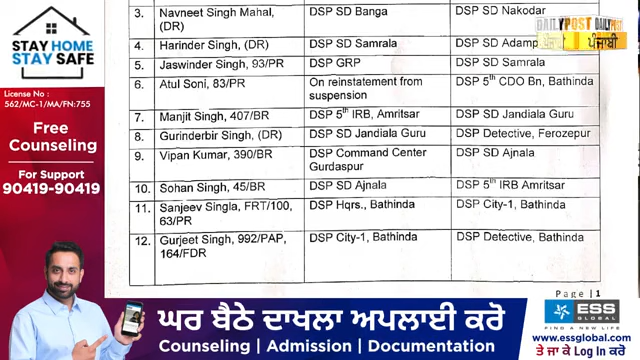 STAY HOME
STAY SAFE
License No :
562/MC-1/MA/FN:755
Free
Counseling
For Support
90419-90419
3. Navneet Singh Mahal, (DR) DSP SD Banga DSP SD Nakodar
4. Harinder Singh, (DR) DSP SD Samrala DSP SD Adamp
5. Jaswinder Singh, 93/PR DSP GRP DSP SD Samrala
6. Atul Soni, 83/PR On reinstatement from suspension DSP 5th CDO Bn, Bathinda
7. Manjit Singh, 407/BR DSP 5th IRB, Amritsar DSP SD Jandiala Guru
8. Gurinderbir Singh, (DR) DSP SD Jandiala Guru DSP Detective, Ferozepur
9. Vipan Kumar, 390/BR DSP Command Center Gurdaspur DSP SD Ajnala
10. Sohan Singh, 45/BR DSP SD Ajnala DSP 5th IRB Amritsar
11. Sanjeev Singla, FRT/100, 63/PR DSP Hqrs., Bathinda DSP City-1, Bathinda
12. Gurjeet Singh, 992/PAP, 164/FDR DSP City-1, Bathinda DSP Detective, Bathinda
Page | 1
DAILY POST
ਪੰਜਾਬੀ
ਘਰ ਬੈਠੇ ਦਾਖਲਾ ਅਪਲਾਈ ਕਰੋ
Counseling | Admission | Documentation
ESS
GLOBAL
FIND A NEW LIFE
www.essglobal.com
ਤੇ ਜਾ ਕੇ Log In ਕਰੋ